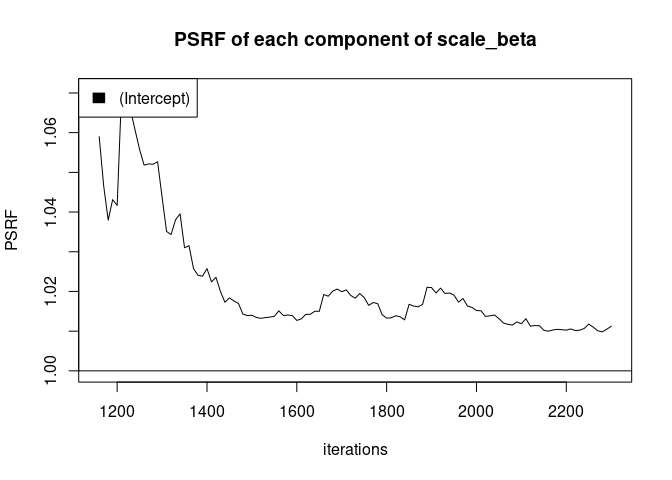 PSRF of each component of scale_beta
(Intercept)
PSRF
1.06
1.04
1.02
1.00
1200 1400 1600 1800 2000 2200
iterations